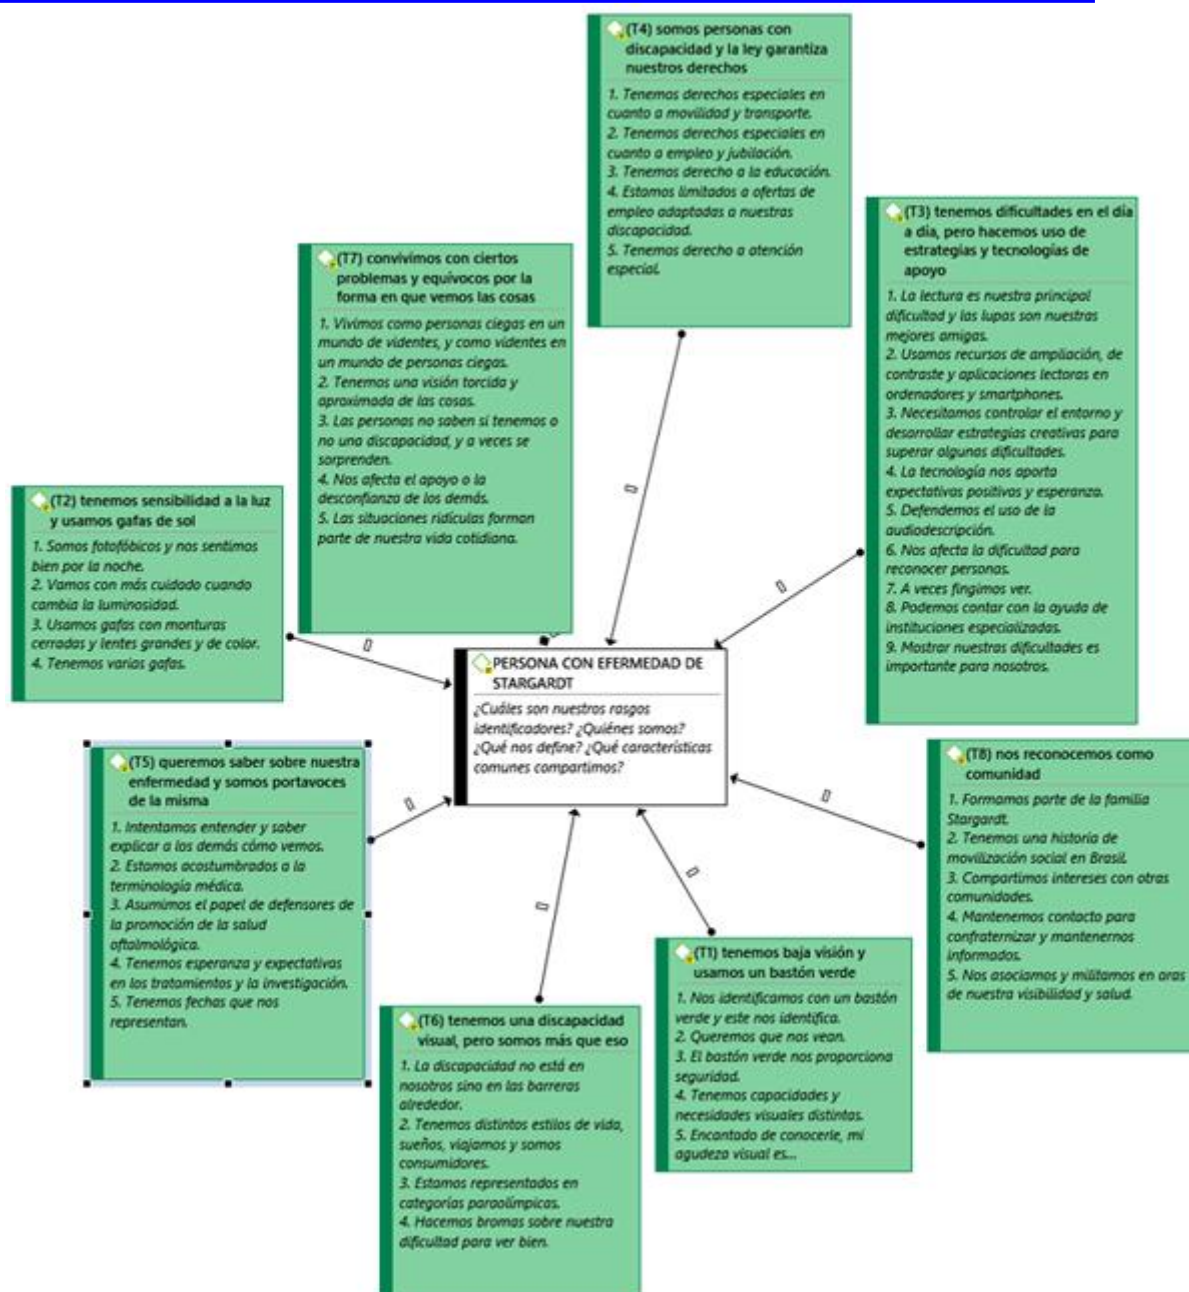 (T4) somos personas con
discapacidad y la ley garantiza
nuestros derechos
1. Tenemos derechos especiales en
cuanto a movilidad y transporte.
2. Tenemos derechos especiales en
cuanto a empleo y jubilación.
3. Tenemos derecho a la educación.
4. Estamos limitados a ofertas de
empleo adaptadas a nuestras
discapacidad.
5. Tenemos derecho a atención
especial.
(T3) tenemos dificultades en el día
a día, pero hacemos uso de
estrategias y tecnologías de
apoyo
1. La lectura es nuestra principal
dificultad y las lupas son nuestras
mejores amigas.
2. Usamos recursos de ampliación, de
contraste y aplicaciones lectoras en
ordenadores y smartphones.
3. Necesitamos controlar el entorno y
desarrollar estrategias creativas para
superar algunas dificultades.
4. La tecnología nos aporta
expectativas positivas y esperanza.
5. Defendemos el uso de la
audiodescripción.
6. Nos afecta la dificultad para
reconocer personas.
7. A veces fingimos ver.
8. Podemos contar con la ayuda de
instituciones especializadas.
9. Mostrar nuestras dificultades es
importante para nosotros.
(T7) convivimos con ciertos
problemas y equívocos por la
forma en que vemos las cosas
1. Vivimos como personas ciegas en un
mundo de videntes, y como videntes en
un mundo de personas ciegas.
2. Tenemos una visión torcida y
aproximada de las cosas.
3. Las personas no saben si tenemos o
no una discapacidad, y a veces se
sorprenden.
4. Nos afecta el apoyo o la
desconfianza de los demás.
5. Las situaciones ridículas forman
parte de nuestra vida cotidiana.
(T2) tenemos sensibilidad a la luz
y usamos gafas de sol
1. Somos fotofóbicos y nos sentimos
bien por la noche.
2. Vamos con más cuidado cuando
cambia la luminosidad.
3. Usamos gafas con monturas
cerradas y lentes grandes y de color.
4. Tenemos varias gafas.
PERSONA CON EFERMEDAD DE
STARGARDT
¿Cuáles son nuestros rasgos
identificadores? ¿Quiénes somos?
¿Qué nos define? ¿Qué características
comunes compartimos?
(T5) queremos saber sobre nuestra
enfermedad y somos portavoces
de la misma
1. Intentamos entender y saber
explicar a los demás cómo vemos.
2. Estamos acostumbrados a la
terminología médica.
3. Asumimos el papel de defensores de
la promoción de la salud
oftalmológica.
4. Tenemos esperanza y expectativas
en los tratamientos y la investigación.
5. Tenemos fechas que nos
representan.
(T8) nos reconocemos como
comunidad
1. Formamos parte de la familia
Stargardt.
2. Tenemos una historia de
movilización social en Brasil.
3. Compartimos intereses con otras
comunidades.
4. Mantenemos contacto para
confraternizar y mantenernos
informados.
5. Nos asociamos y militamos en aras
de nuestra visibilidad y salud.
(T1) tenemos baja visión y
usamos un bastón verde
1. Nos identificamos con un bastón
verde y este nos identifica.
2. Queremos que nos vean.
3. El bastón verde nos proporciona
seguridad.
4. Tenemos capacidades y
necesidades visuales distintas.
5. Encantado de conocerle, mi
agudeza visual es...
(T6) tenemos una discapacidad
visual, pero somos más que eso
1. La discapacidad no está en
nosotros sino en las barreras
alrededor.
2. Tenemos distintos estilos de vida,
sueños, viajamos y somos
consumidores.
3. Estamos representados en
categorías paraolímpicas.
4. Hacemos bromas sobre nuestra
dificultad para ver bien.